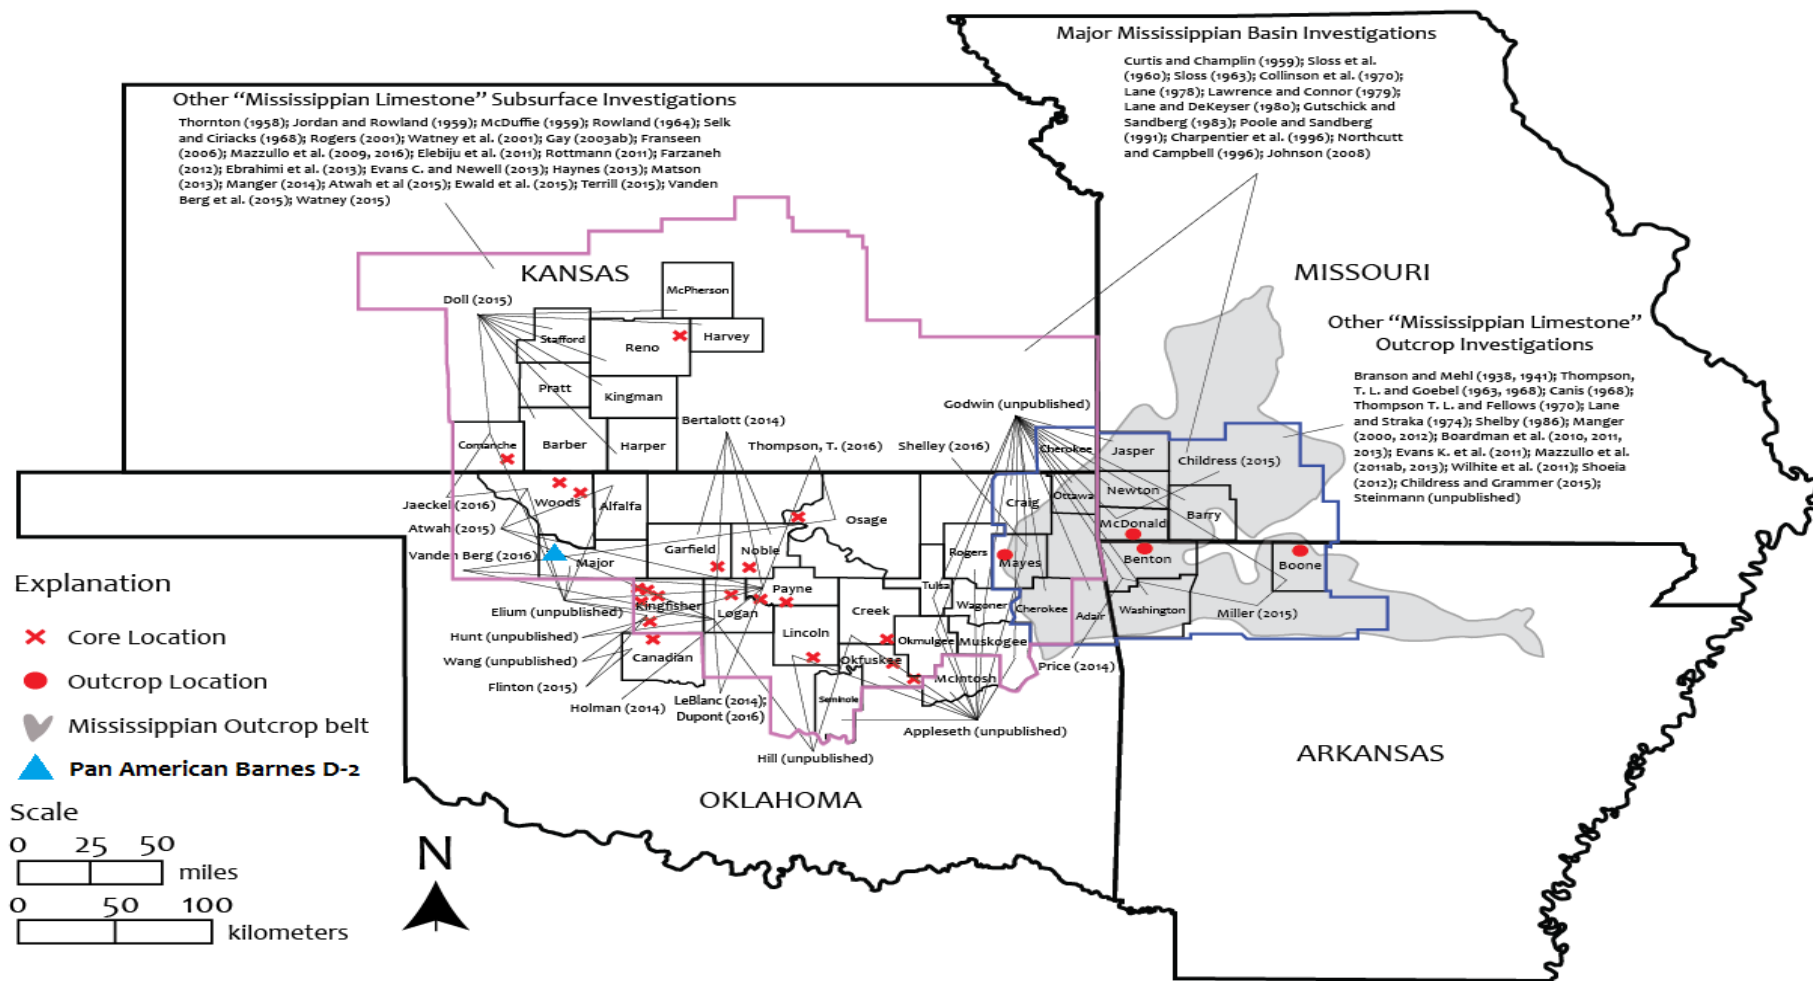 Major Mississippian Basin Investigations
Curtis and Champlin (1959); Sloss et al.
(1960); Sloss (1963); Collinson et al. (1970);
Lane (1978); Lawrence and Connor (1979);
Lane and DeKeyser (1980); Gutschick and
Sandberg (1983); Poole and Sandberg
(1991); Charpentier et al. (1996); Northcutt
and Campbell (1996); Johnson (2008)
Other “Mississippian Limestone” Subsurface Investigations
Thornton (1958); Jordan and Rowland (1959); McDuffie (1959); Rowland (1964); Selk
and Ciriacks (1968); Rogers (2001); Watney et al. (2001); Gay (2003ab); Franseen
(2006); Mazzullo et al. (2009, 2016); Elebiju et al. (2011); Rottmann (2011); Farzaneh
(2012); Ebrahimi et al. (2013); Evans C. and Newell (2013); Haynes (2013); Matson
(2013); Manger (2014); Atwah et al (2015); Ewald et al. (2015); Terrill (2015); Vanden
Berg et al. (2015); Watney (2015)
KANSAS
MISSOURI
Other “Mississippian Limestone”
Outcrop Investigations
Branson and Mehl (1938, 1941); Thompson,
T. L. and Goebel (1963, 1968); Canis (1968);
Thompson T. L. and Fellows (1970); Lane
and Straka (1974); Shelby (1986); Manger
(2000, 2012); Boardman et al. (2010, 2011,
2013); Evans K. et al. (2011); Mazzullo et al.
(2011ab, 2013); Wilhite et al. (2011); Shoeia
(2012); Childress and Grammer (2015);
Steinmann (unpublished)
Doll (2015)
McPherson
Stafford
Reno
Harvey
Pratt
Kingman
Comanche
Barber
Harper
Bertalott (2014)
Thompson, T. (2016)
Godwin (unpublished)
Shelley (2016)
Cherokee
Jasper
Childress (2015)
Newton
Ottawa
Craig
McDonald
Barry
Jaeckel (2016)
Woods
Alfalfa
Atwah (2015)
Osage
Vanden Berg (2016)
Major
Garfield
Noble
Rogers
Mayes
Benton
Boone
Explanation
Core Location
Outcrop Location
Mississippian Outcrop belt
Pan American Barnes D-2
Elium (unpublished)
Kingfisher
Logan
Payne
Creek
Tulsa
Wagoner
Cherokee
Adair
Washington
Miller (2015)
Hunt (unpublished)
Wang (unpublished)
Flinton (2015)
Holman (2014)
Canadian
Lincoln
Okfuskee
Okmulgee
Muskogee
McIntosh
Seminole
Price (2014)
LeBlanc (2014);
Dupont (2016)
Appleseth (unpublished)
Hill (unpublished)
OKLAHOMA
ARKANSAS
Scale
0 25 50
miles
0 50 100
kilometers
N